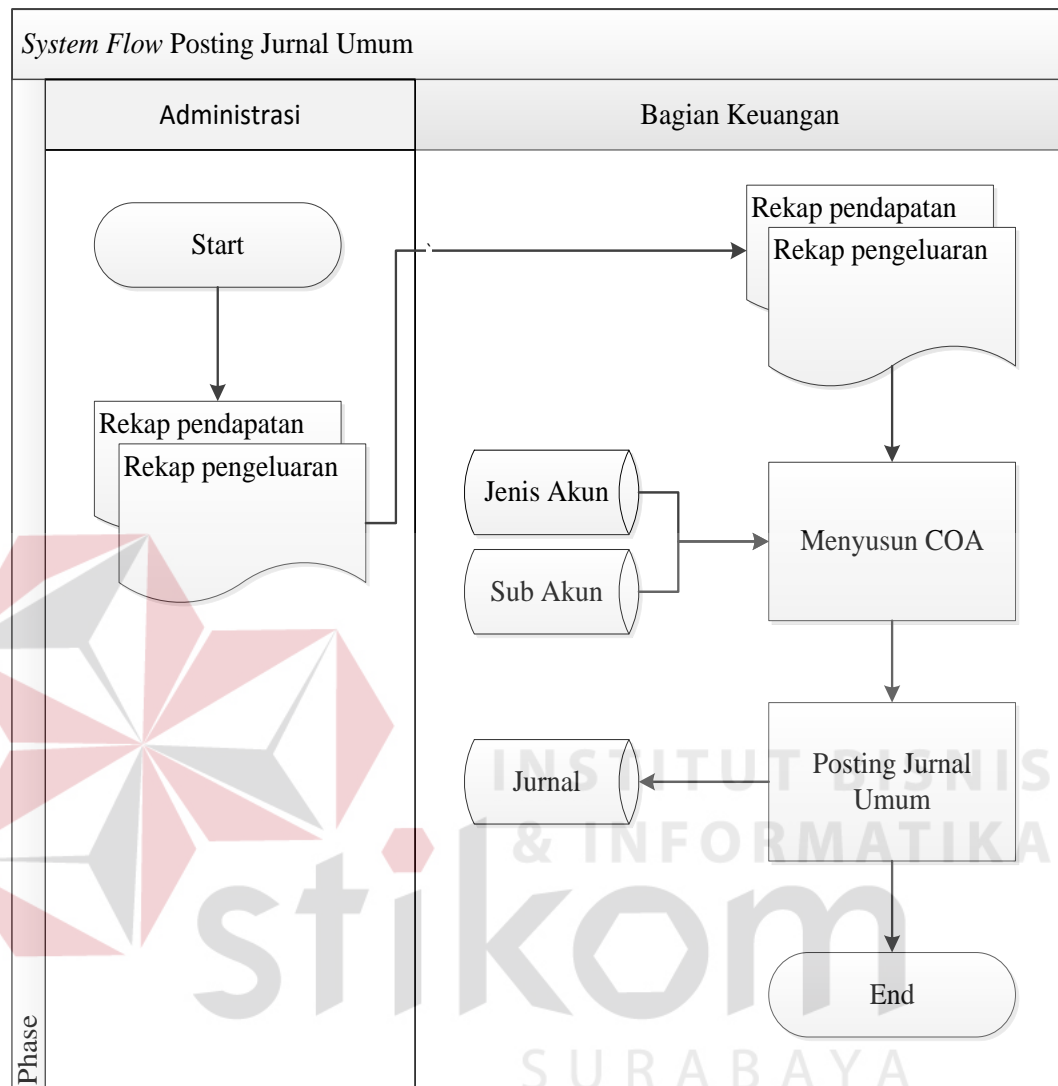 System Flow Posting Jurnal Umum
Administrasi
Bagian Keuangan
Start
Rekap pendapatan
Rekap pengeluaran
Rekap pendapatan
Rekap pengeluaran
Jenis Akun
Sub Akun
Menyusun COA
Jurnal
Posting Jurnal
Umum
End
Phase
INSTITUT BISNIS
& INFORMATIKA
stikom
SURABAYA